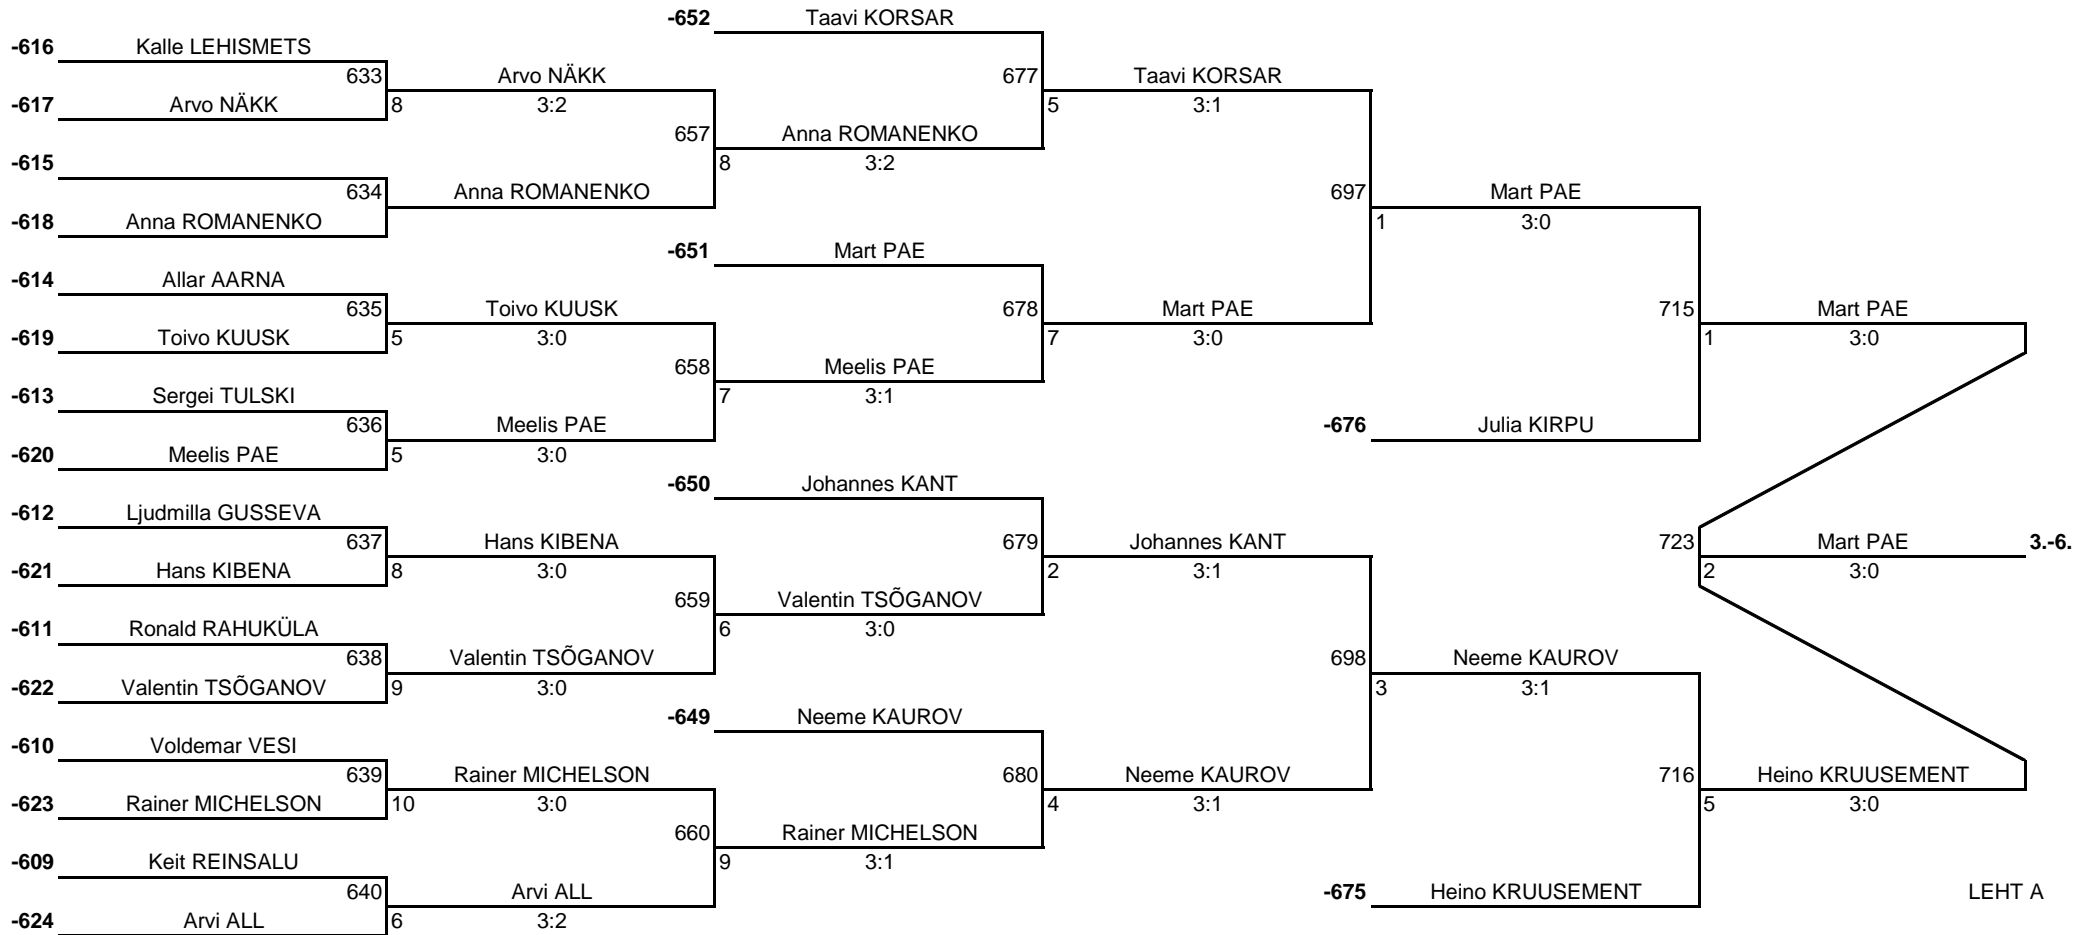 -652 Taavi KORSAR
-616 Kalle LEHISMETS
633 Arvo NÄKK 677 Taavi KORSAR
-617 Arvo NÄKK 8 3:2 5 3:1
657 Anna ROMANENKO
-615 8 3:2
634 Anna ROMANENKO 697 Mart PAE
-618 Anna ROMANENKO 1 3:0
-651 Mart PAE
-614 Allar AARNA
635 Toivo KUUSK 678 Mart PAE 715 Mart PAE
-619 Toivo KUUSK 5 3:0 7 3:0 1 3:0
658 Meelis PAE
-613 Sergei TULSKI 7 3:1
636 Meelis PAE -676 Julia KIRPU
-620 Meelis PAE 5 3:0
-650 Johannes KANT
-612 Ljudmilla GUSSEVA
637 Hans KIBENA 679 Johannes KANT 723 Mart PAE 3.-6.
-621 Hans KIBENA 8 3:0 2 3:1 2 3:0
659 Valentin TSÕGANOV
-611 Ronald RAHUKÜLA 6 3:0
638 Valentin TSÕGANOV 698 Neeme KAUROV
-622 Valentin TSÕGANOV 9 3:0 3 3:1
-649 Neeme KAUROV
-610 Voldemar VESI
639 Rainer MICHELSON 680 Neeme KAUROV 716 Heino KRUUSEMENT
-623 Rainer MICHELSON 10 3:0 4 3:1 5 3:0
660 Rainer MICHELSON
-609 Keit REINSALU 9 3:1
640 Arvi ALL -675 Heino KRUUSEMENT LEHT A
-624 Arvi ALL 6 3:2